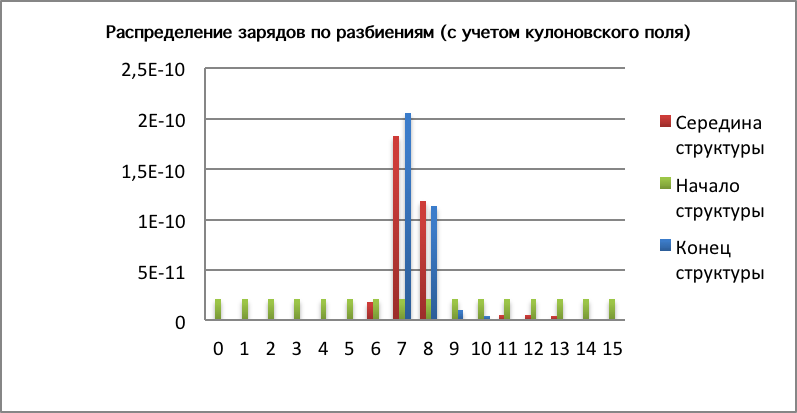 Распределение зарядов по разбиениям (с учетом кулоновского поля)
2,5E-10
2E-10
1,5E-10
1E-10
5E-11
0
0 1 2 3 4 5 6 7 8 9 10 11 12 13 14 15
Середина
структуры
Начало
структуры
Конец
структуры